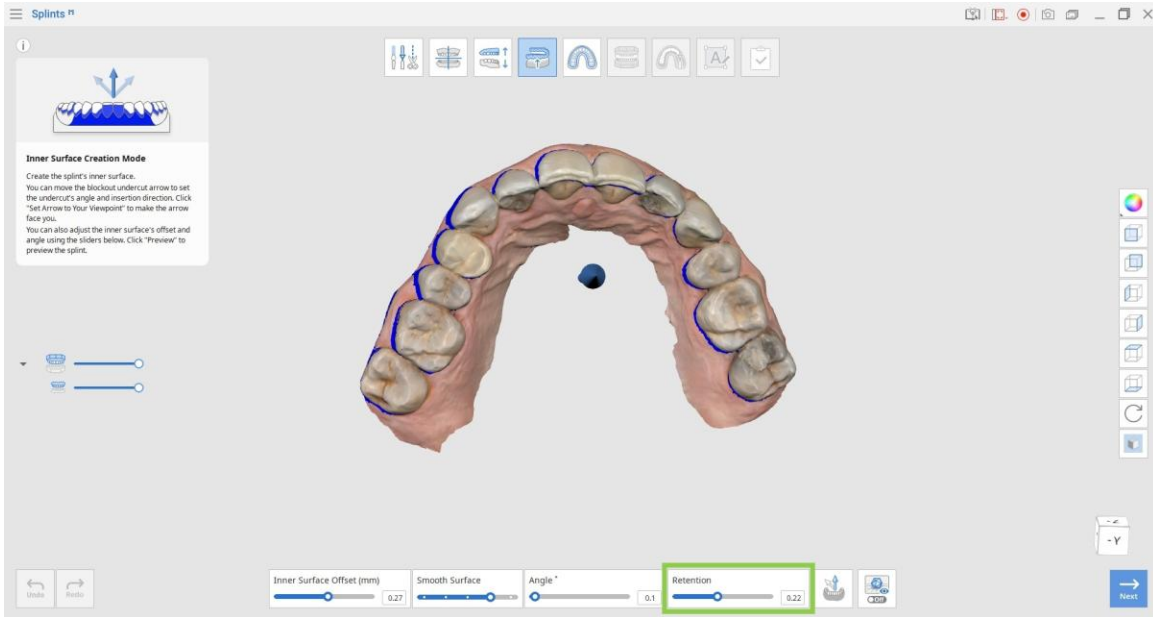 Splints
Inner Surface Creation Mode
Create the splint's inner surface.
You can move the blockout undercut arrow to set
the undercut's angle and insertion direction. Click
"Set Arrow to Your Viewpoint" to make the arrow
face you.
You can also adjust the inner surface's offset and
angle using the sliders below. Click "Preview" to
preview the splint.
Undo
Redo
Inner Surface Offset (mm)
0.27
Smooth Surface
Angle °
0.1
Retention
0.22
Off
- Z
- Y
Next